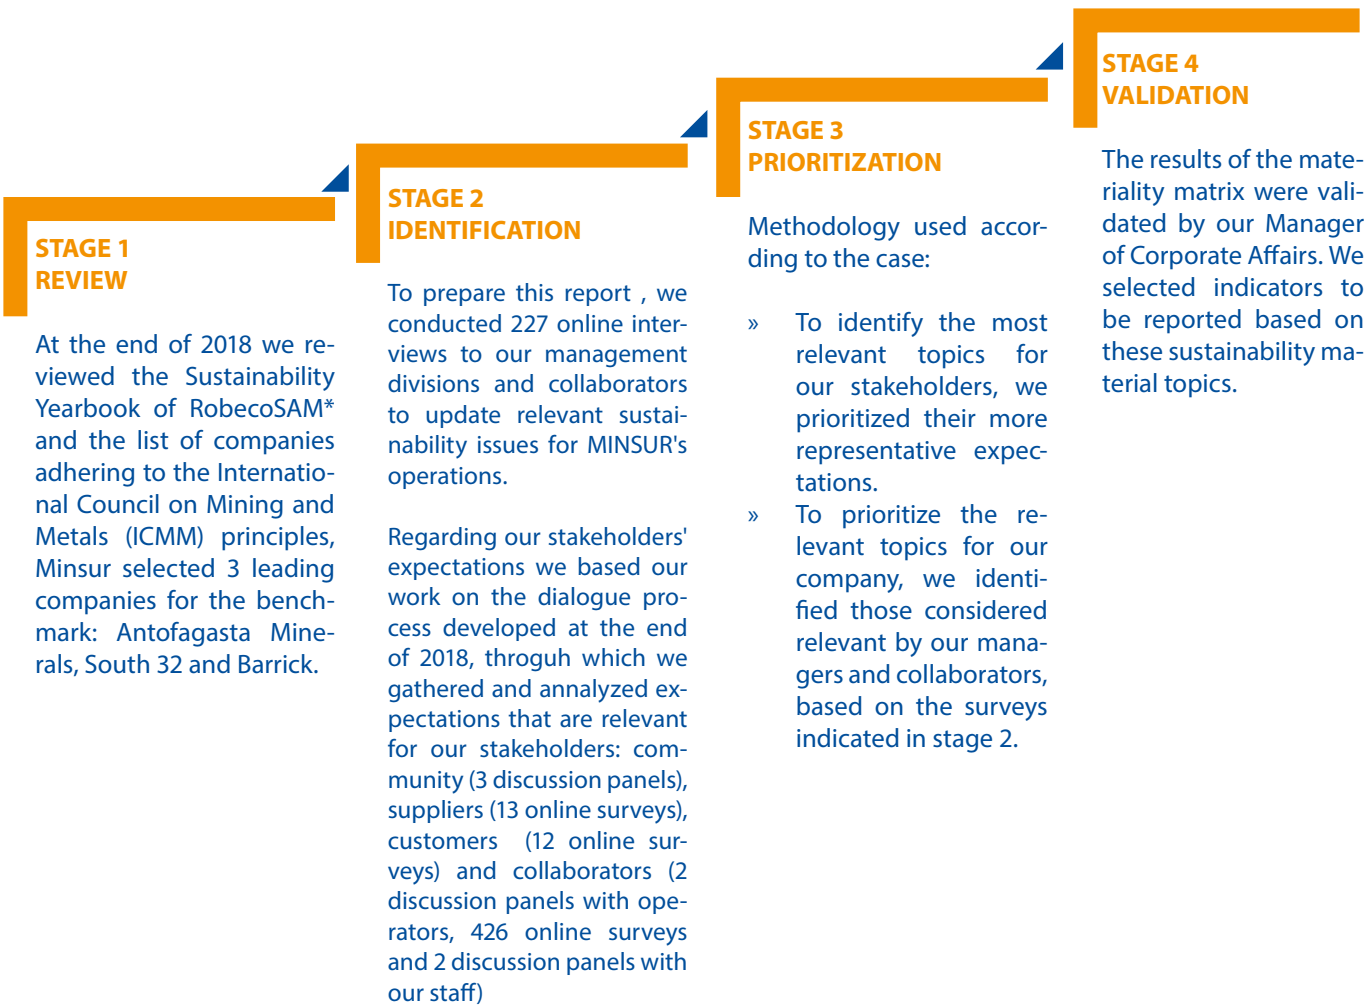 STAGE 1
REVIEW
At the end of 2018 we re-
viewed the Sustainability
Yearbook of RobecoSAM*
and the list of companies
adhering to the Internatio-
nal Council on Mining and
Metals (ICMM) principles,
Minsur selected 3 leading
companies for the bench-
mark: Antofagasta Mine-
rals, South 32 and Barrick.
STAGE 2
IDENTIFICATION
To prepare this report , we
conducted 227 online inter-
views to our management
divisions and collaborators
to update relevant sustai-
nability issues for MINSUR's
operations.
Regarding our stakeholders'
expectations we based our
work on the dialogue pro-
cess developed at the end
of 2018, throguh which we
gathered and annalyzed ex-
pectations that are relevant
for our stakeholders: com-
munity (3 discussion panels),
suppliers (13 online surveys),
customers (12 online sur-
veys) and collaborators (2
discussion panels with ope-
rators, 426 online surveys
and 2 discussion panels with
our staff)
STAGE 3
PRIORITIZATION
Methodology used accor-
ding to the case:
» To identify the most
relevant topics for
our stakeholders, we
prioritized their more
representative expec-
tations.
» To prioritize the re-
levant topics for our
company, we identi-
fied those considered
relevant by our mana-
gers and collaborators,
based on the surveys
indicated in stage 2.
STAGE 4
VALIDATION
The results of the mate-
riality matrix were vali-
dated by our Manager
of Corporate Affairs. We
selected indicators to
be reported based on
these sustainability ma-
terial topics.